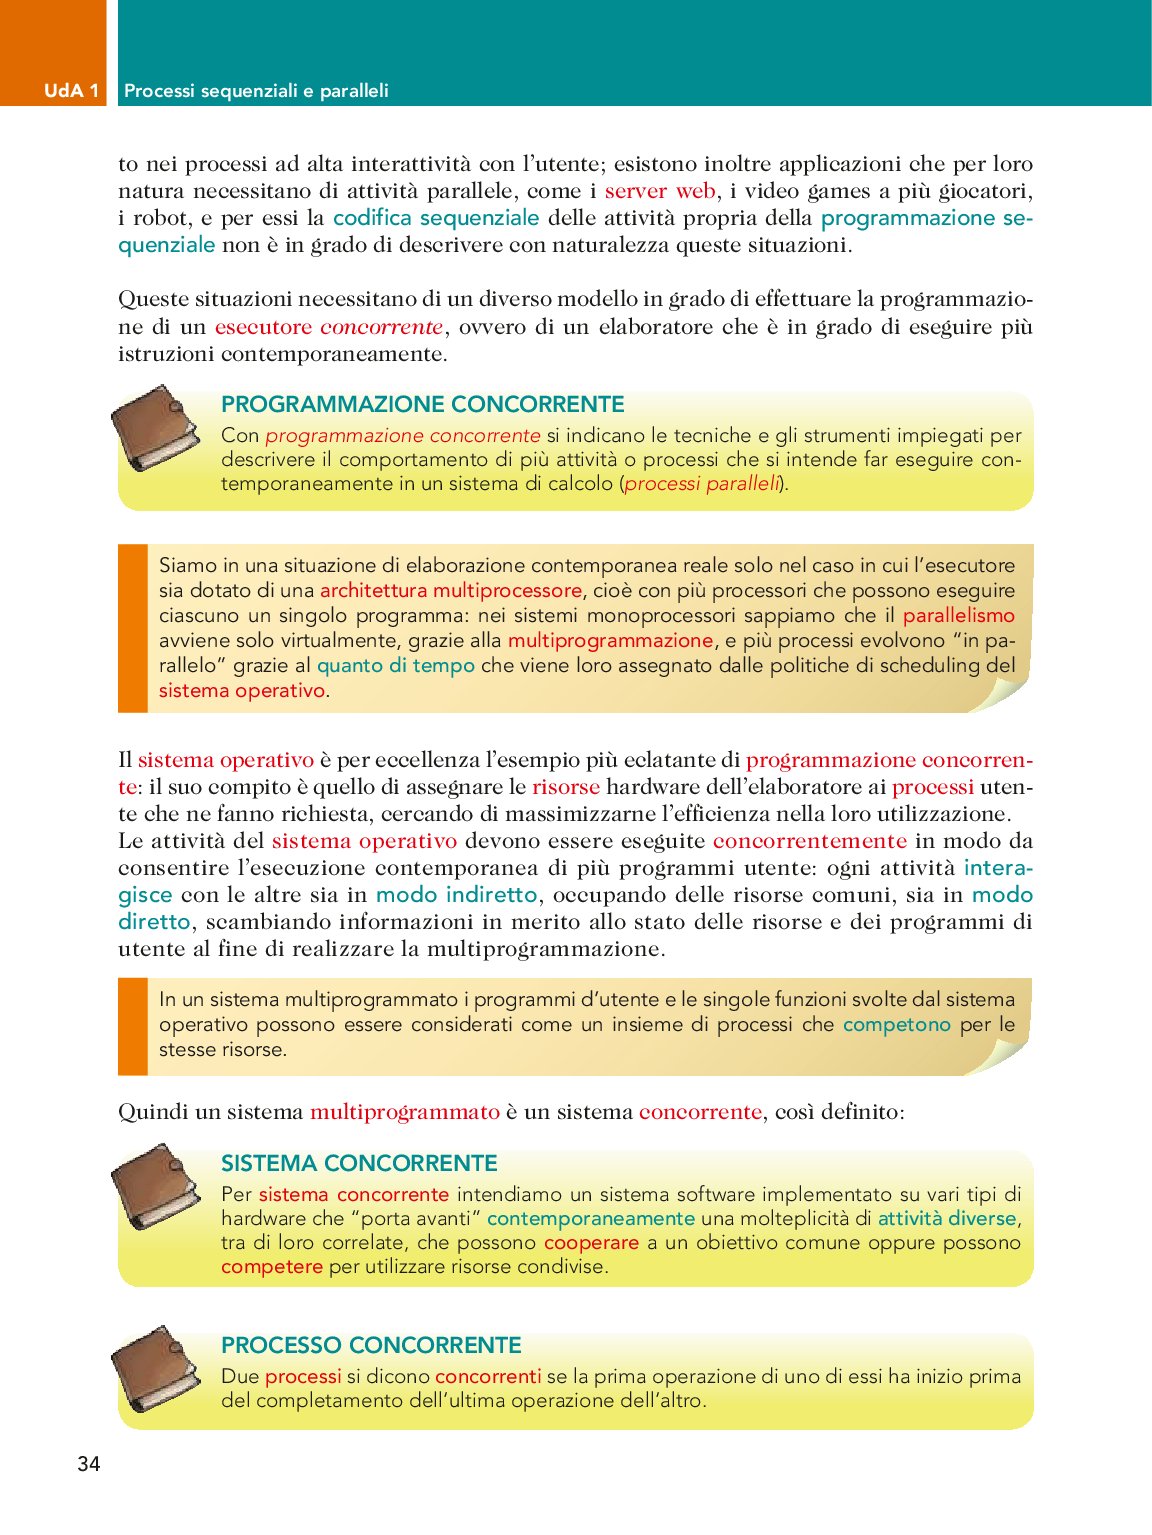 UdA 1 Processi sequenziali e paralleli
to nei processi ad alta interattività con l’utente; esistono inoltre applicazioni che per loro
natura necessitano di attività parallele, come i server web, i video games a più giocatori,
i robot, e per essi la codifica sequenziale delle attività propria della programmazione se-
quenziale non è in grado di descrivere con naturalezza queste situazioni.
Queste situazioni necessitano di un diverso modello in grado di effettuare la programmazio-
ne di un esecutore concorrente, ovvero di un elaboratore che è in grado di eseguire più
istruzioni contemporaneamente.
PROGRAMMAZIONE CONCORRENTE
Con programmazione concorrente si indicano le tecniche e gli strumenti impiegati per
descrivere il comportamento di più attività o processi che si intende far eseguire con-
temporaneamente in un sistema di calcolo (processi paralleli).
Siamo in una situazione di elaborazione contemporanea reale solo nel caso in cui l’esecutore
sia dotato di una architettura multiprocessore, cioè con più processori che possono eseguire
ciascuno un singolo programma: nei sistemi monoprocessori sappiamo che il parallelismo
avviene solo virtualmente, grazie alla multiprogrammazione, e più processi evolvono “in pa-
rallelo” grazie al quanto di tempo che viene loro assegnato dalle politiche di scheduling del
sistema operativo.
Il sistema operativo è per eccellenza l’esempio più eclatante di programmazione concorren-
te: il suo compito è quello di assegnare le risorse hardware dell’elaboratore ai processi uten-
te che ne fanno richiesta, cercando di massimizzarne l’efficienza nella loro utilizzazione.
Le attività del sistema operativo devono essere eseguite concorrentemente in modo da
consentire l’esecuzione contemporanea di più programmi utente: ogni attività intera-
gisce con le altre sia in modo indiretto, occupando delle risorse comuni, sia in modo
diretto, scambiando informazioni in merito allo stato delle risorse e dei programmi di
utente al fine di realizzare la multiprogrammazione.
In un sistema multiprogrammato i programmi d’utente e le singole funzioni svolte dal sistema
operativo possono essere considerati come un insieme di processi che competono per le
stesse risorse.
Quindi un sistema multiprogrammato è un sistema concorrente, così definito:
SISTEMA CONCORRENTE
Per sistema concorrente intendiamo un sistema software implementato su vari tipi di
hardware che “porta avanti” contemporaneamente una molteplicità di attività diverse,
tra di loro correlate, che possono cooperare a un obiettivo comune oppure possono
competere per utilizzare risorse condivise.
PROCESSO CONCORRENTE
Due processi si dicono concorrenti se la prima operazione di uno di essi ha inizio prima
del completamento dell’ultima operazione dell’altro.
34